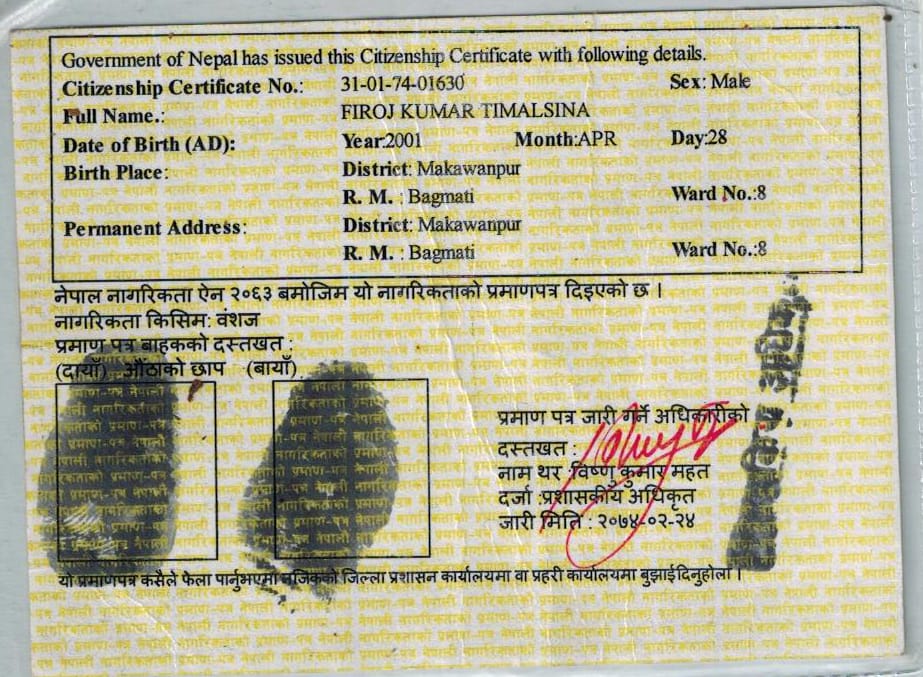 Government of Nepal has issued this Citizenship Certificate with following details.
Citizenship Certificate No.: 31-01-74-01630 Sex: Male
Full Name.: FIROJ KUMAR TIMALSINA
Date of Birth (AD): Year:2001 Month:APR Day:28
Birth Place: District: Makawanpur
R. M. : Bagmati Ward No.:8
Permanent Address: District: Makawanpur
R. M. : Bagmati Ward No.:8
नेपाल नागरिकता ऐन २०६३ बमोजिम यो नागरिकताको प्रमाणपत्र दिइएको छ ।
नागरिकता किसिम: वंशज
प्रमाण पत्र बाहकको दस्तखत :
(दायाँ) औंठाको छाप (बायाँ)
प्रमाण पत्र जारी गर्ने अधिकारीको
दस्तखत :
नाम थर :विष्णु कुमार महत
दर्जा :प्रशासकीय अधिकृत
जारी मिति : २०७४-०२-२४
यो प्रमाणपत्र कसैले फेला पार्नुभएमा नजिकको जिल्ला प्रशासन कार्यालयमा वा प्रहरी कार्यालयमा बुझाईदिनुहोला ।